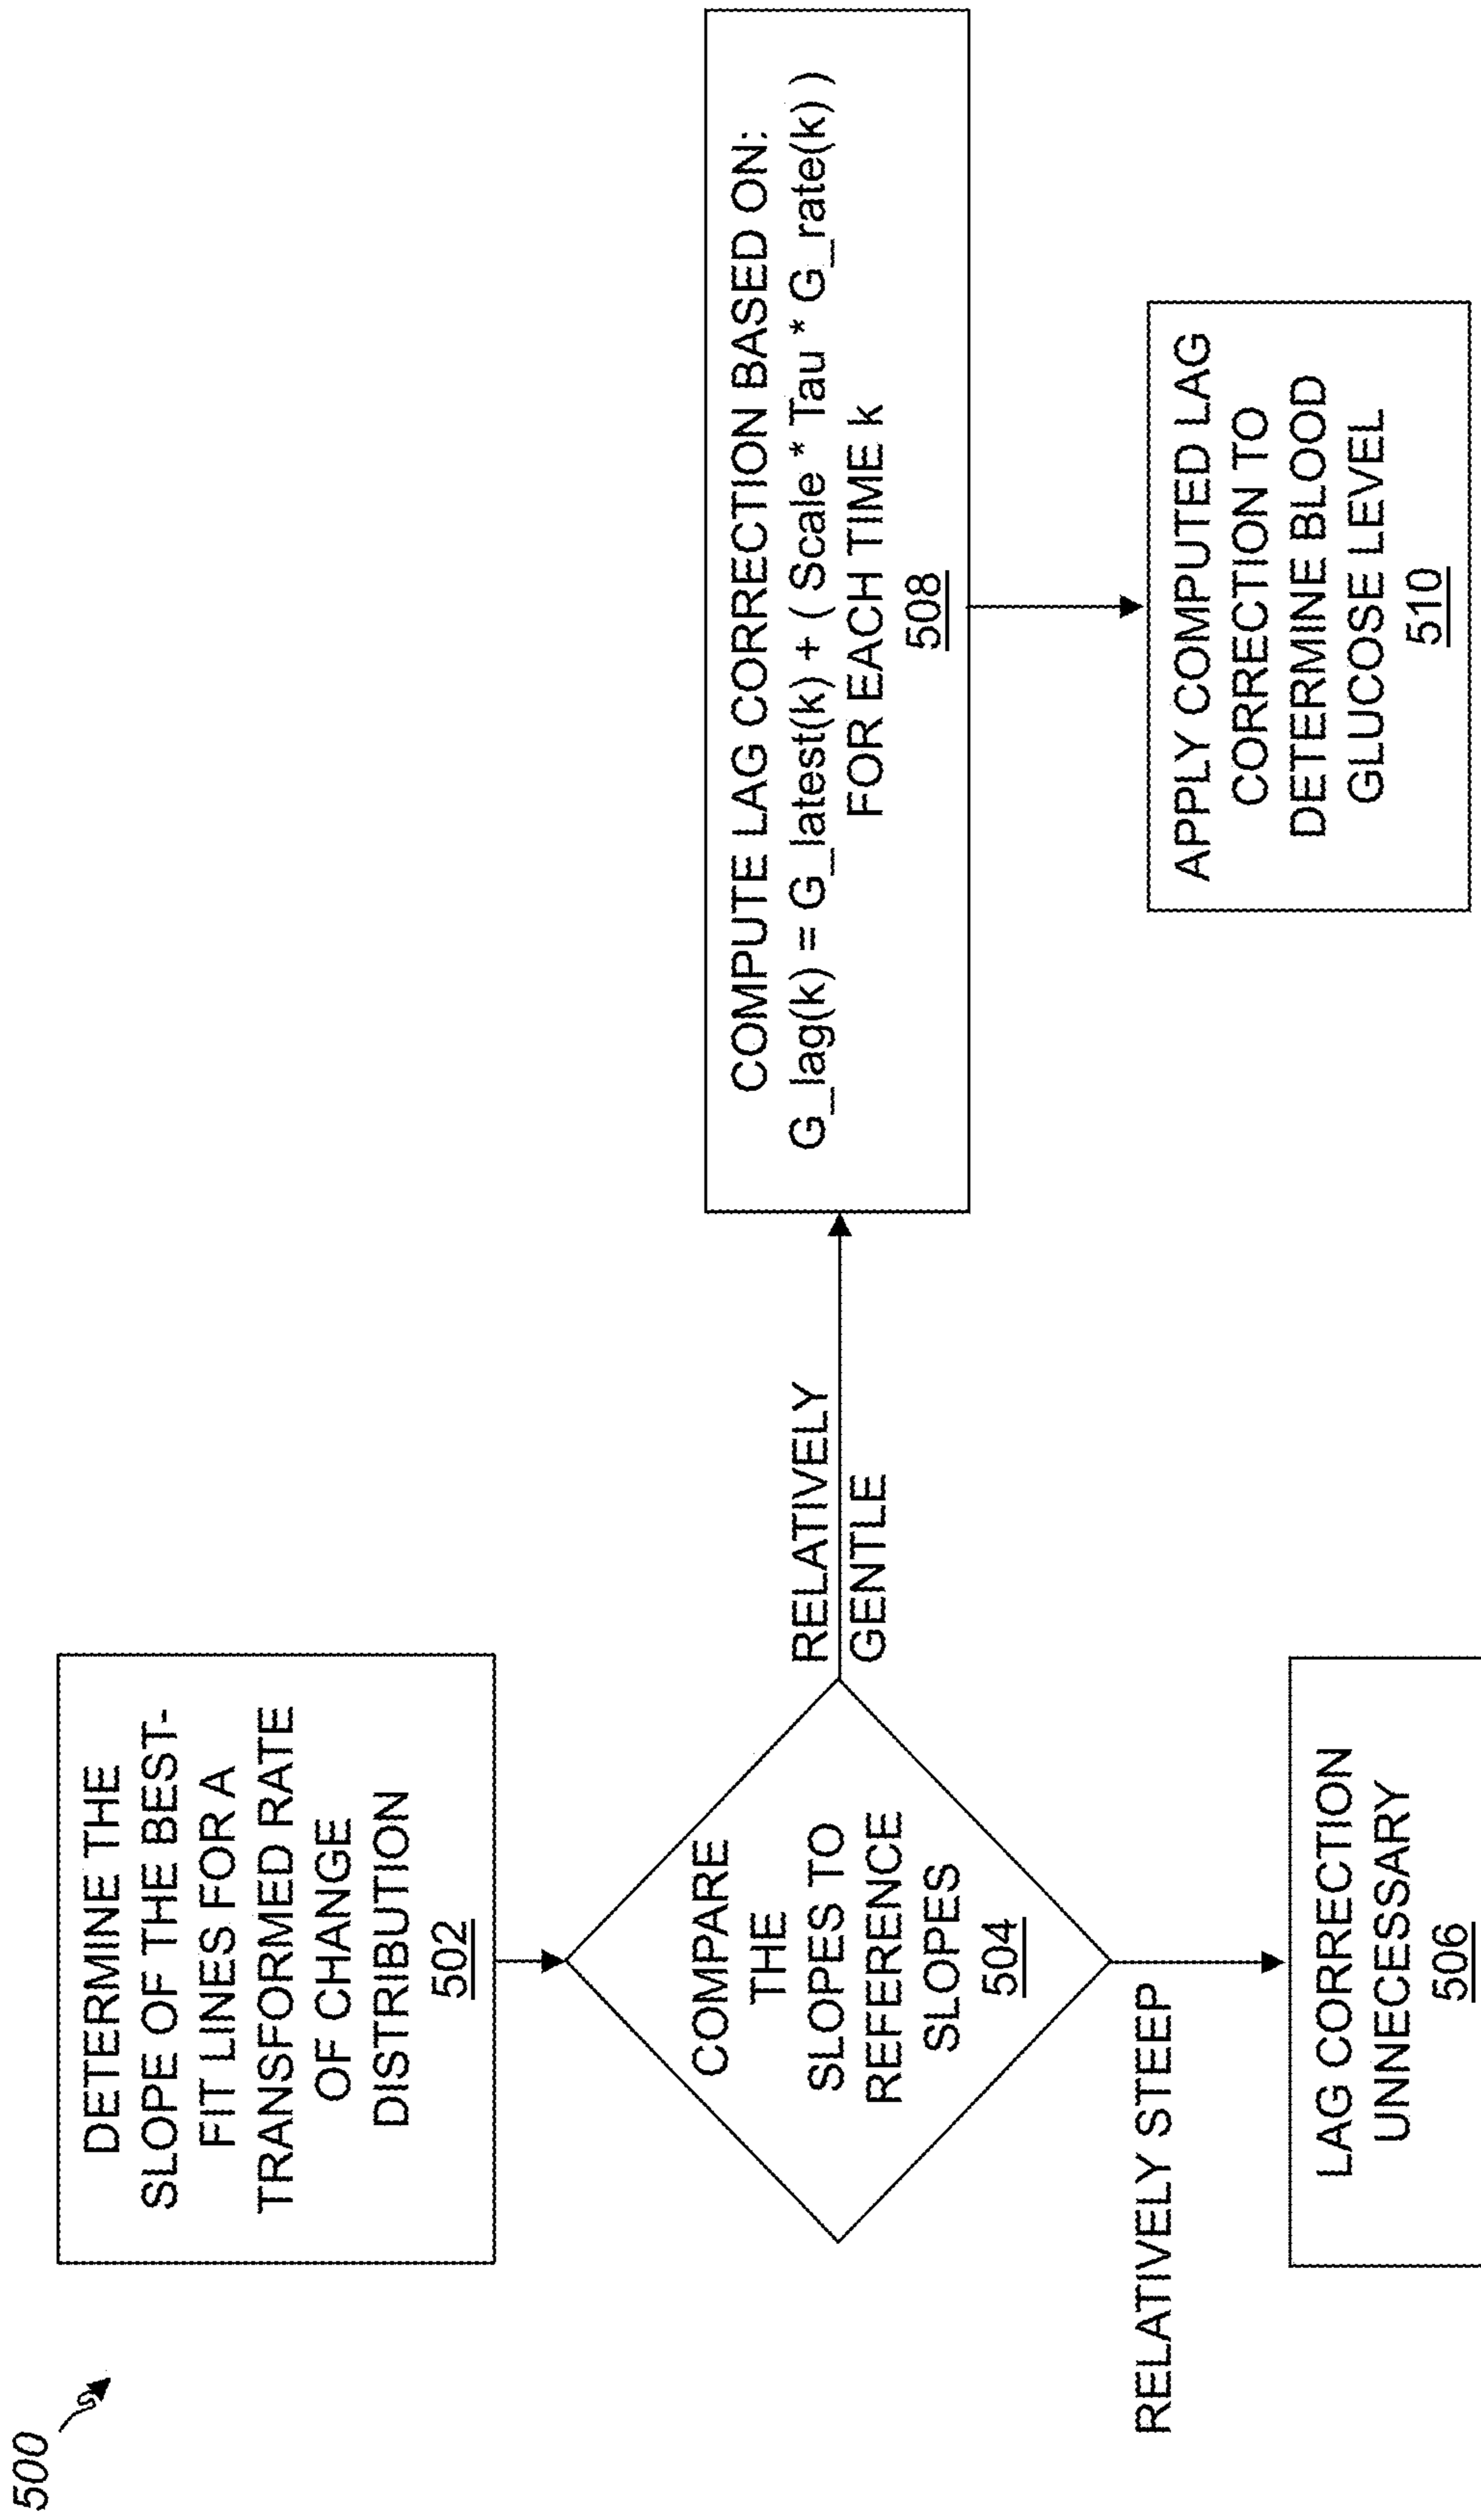 500
DETERMINE THE
SLOPE OF THE BEST-
FIT LINES FOR A
TRANSFORMED RATE
OF CHANGE
DISTRIBUTION
502
COMPARE
THE
SLOPES TO
REFERENCE
SLOPES
504
RELATIVELY
GENTLE
RELATIVELY STEEP
LAG CORRECTION
UNNECESSARY
506
COMPUTE LAG CORRECTION BASED ON:
G_lag(k) = G_latest(k) + ( Scale * Tau * G_rate(k) )
FOR EACH TIME k
508
APPLY COMPUTED LAG
CORRECTION TO
DETERMINE BLOOD
GLUCOSE LEVEL
510